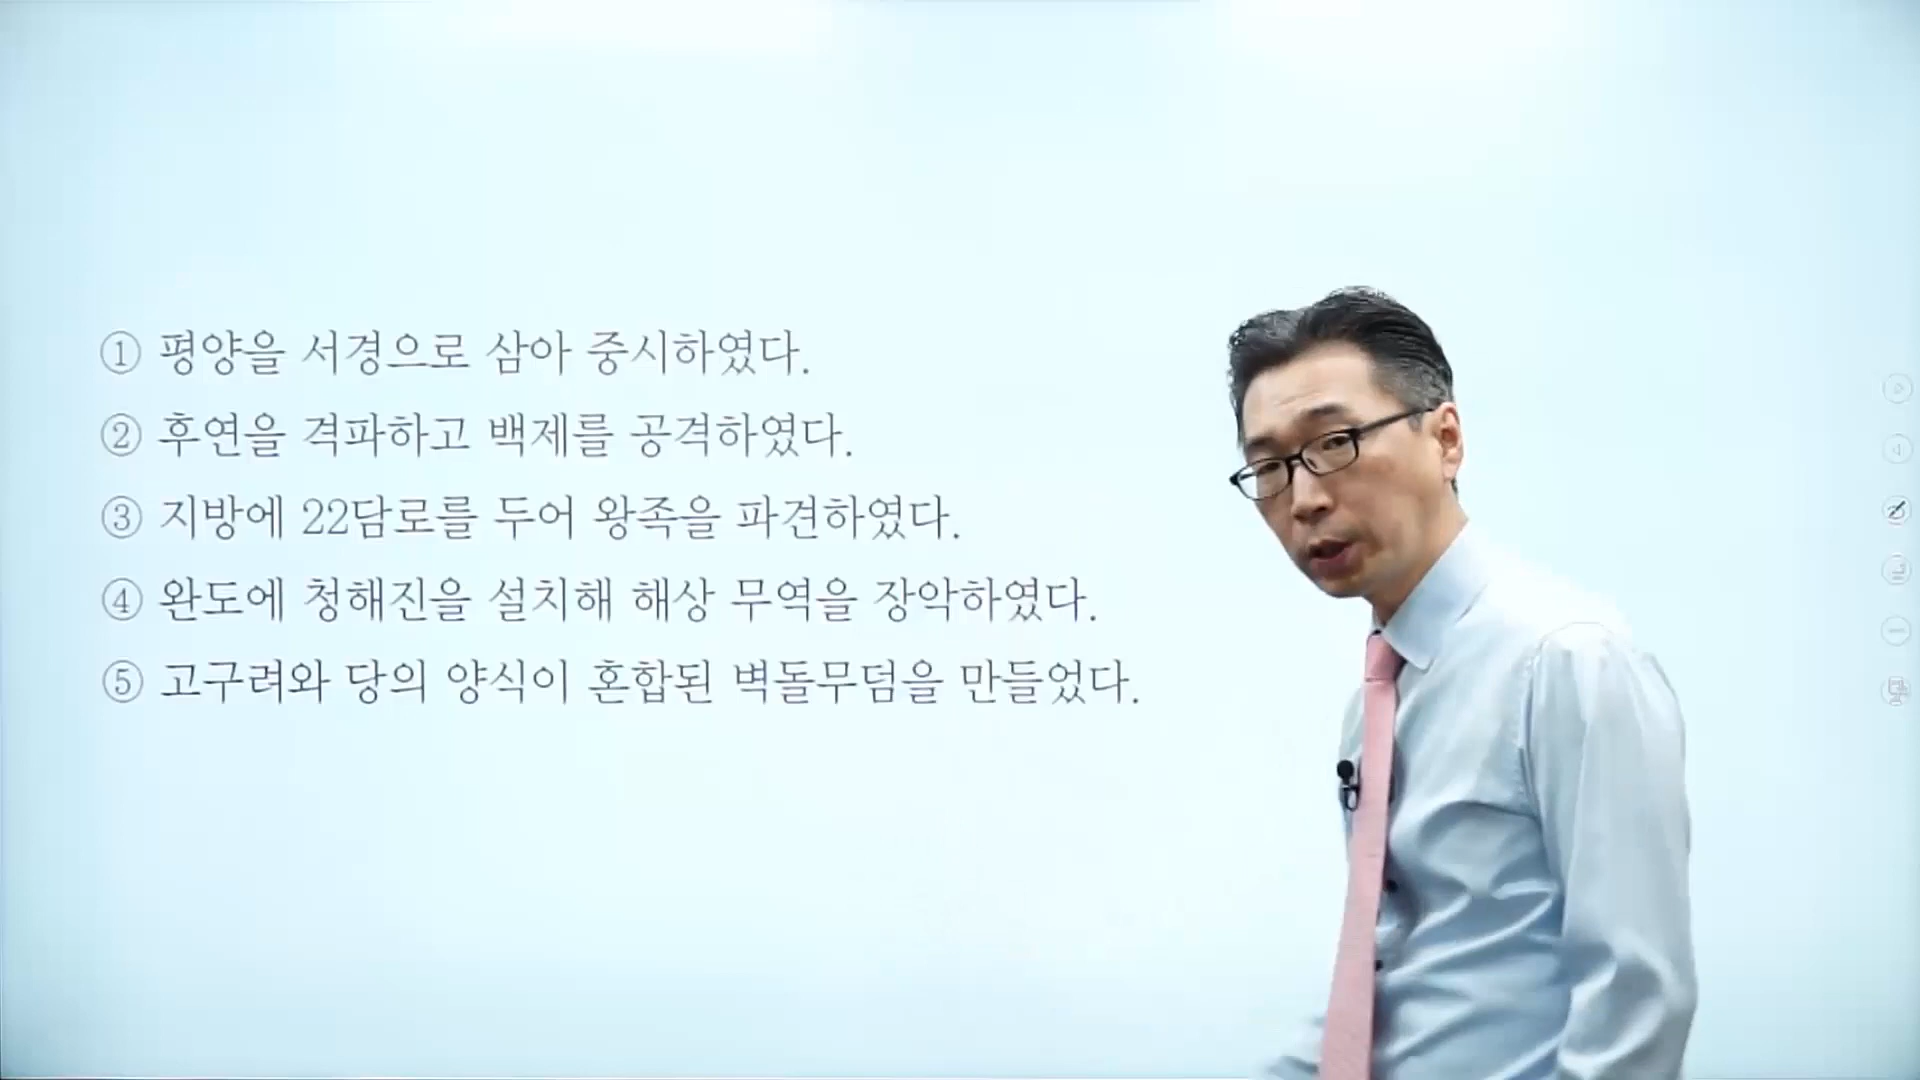 ① 평양을 서경으로 삼아 중시하였다.
② 후연을 격파하고 백제를 공격하였다.
③ 지방에 22담로를 두어 왕족을 파견하였다.
④ 완도에 청해진을 설치해 해상 무역을 장악하였다.
⑤ 고구려와 당의 양식이 혼합된 벽돌무덤을 만들었다.